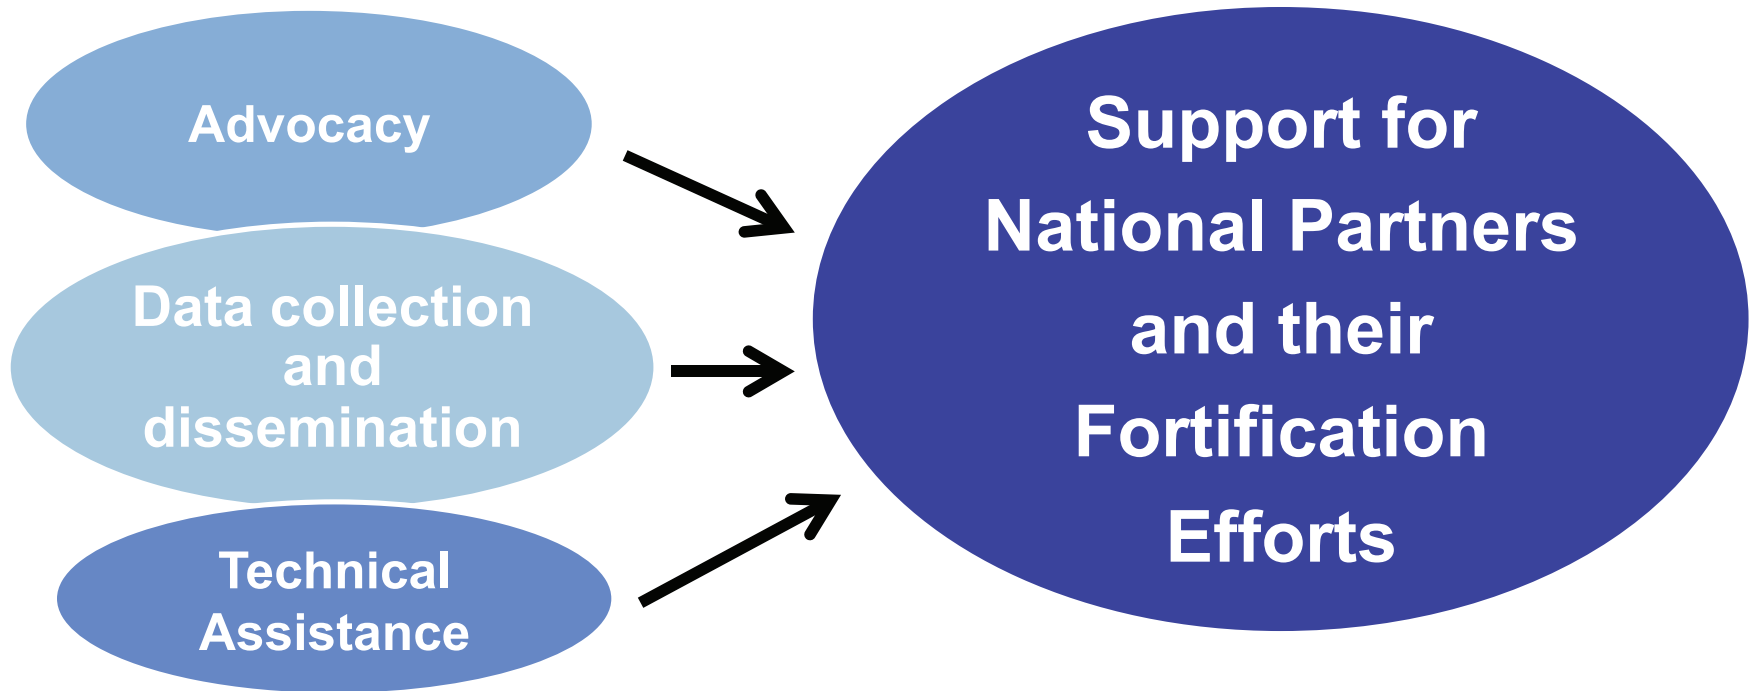 Advocacy
Data collection
and
dissemination
Technical
Assistance
Support for
National Partners
and their
Fortification
Efforts